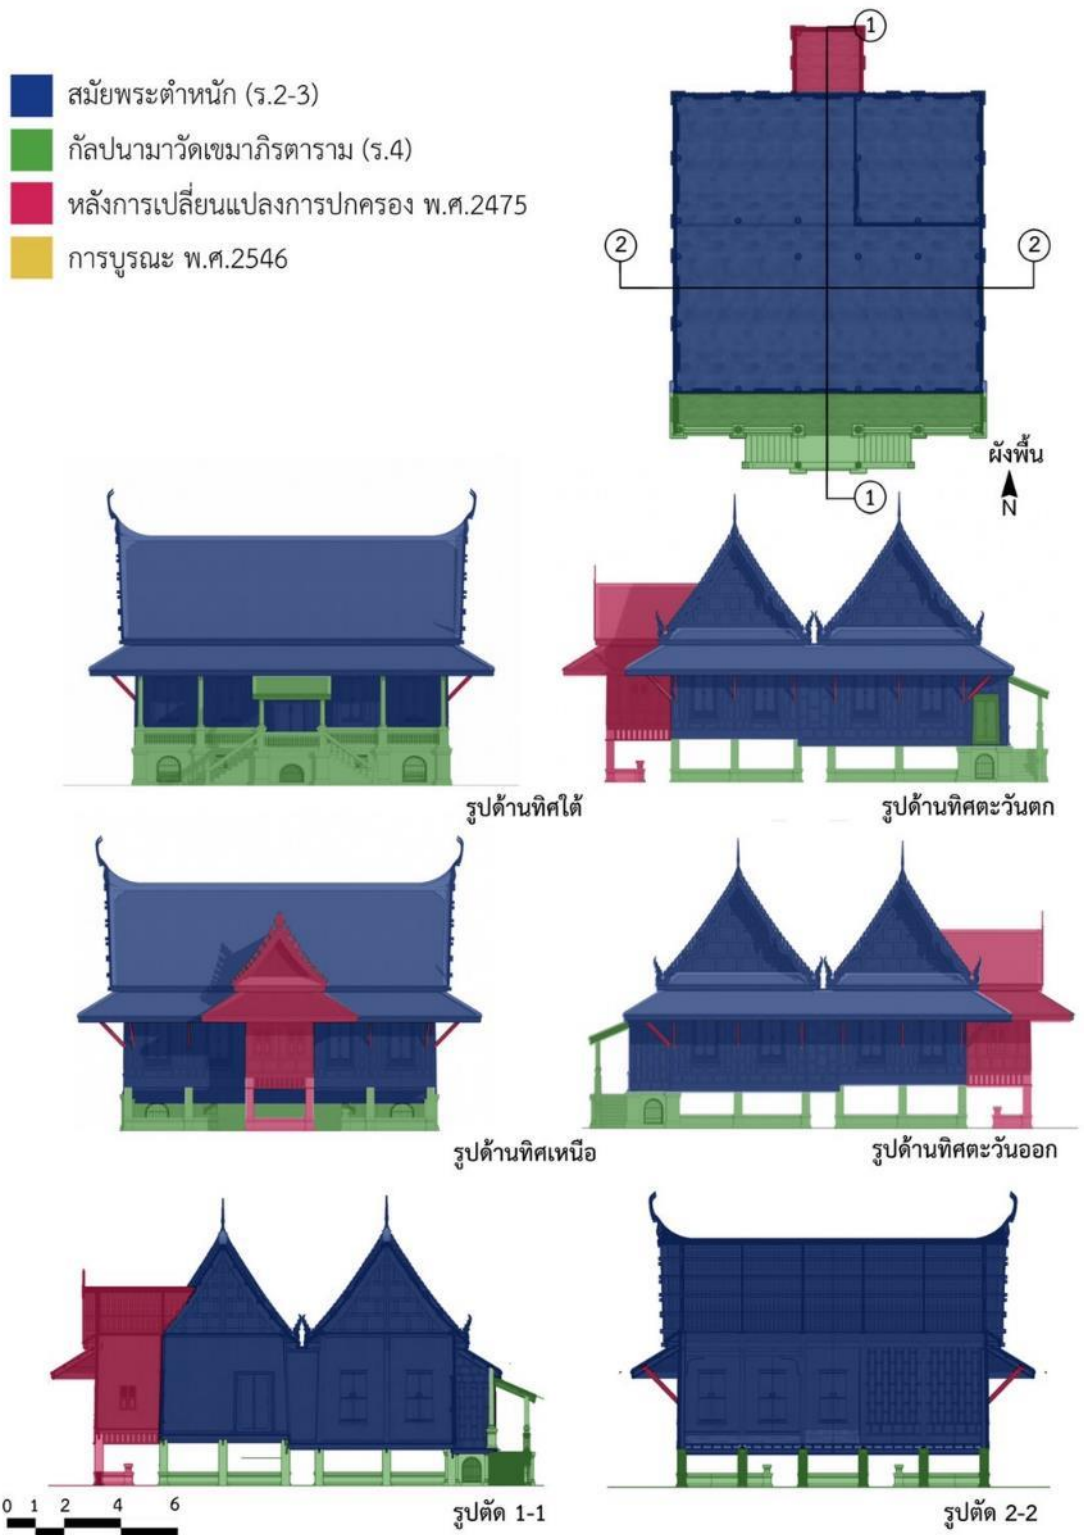 สมัยพระตำหนัก (ร.2-3)
กัลปนามาวัดเขมาภิรตาราม (ร.4)
หลังการเปลี่ยนแปลงการปกครอง พ.ศ.2475
การบูรณะ พ.ศ.2546
1
2
2
1
ผังพื้น
N
รูปด้านทิศใต้
รูปด้านทิศตะวันตก
รูปด้านทิศเหนือ
รูปด้านทิศตะวันออก
0 1 2 4 6
รูปตัด 1-1
รูปตัด 2-2